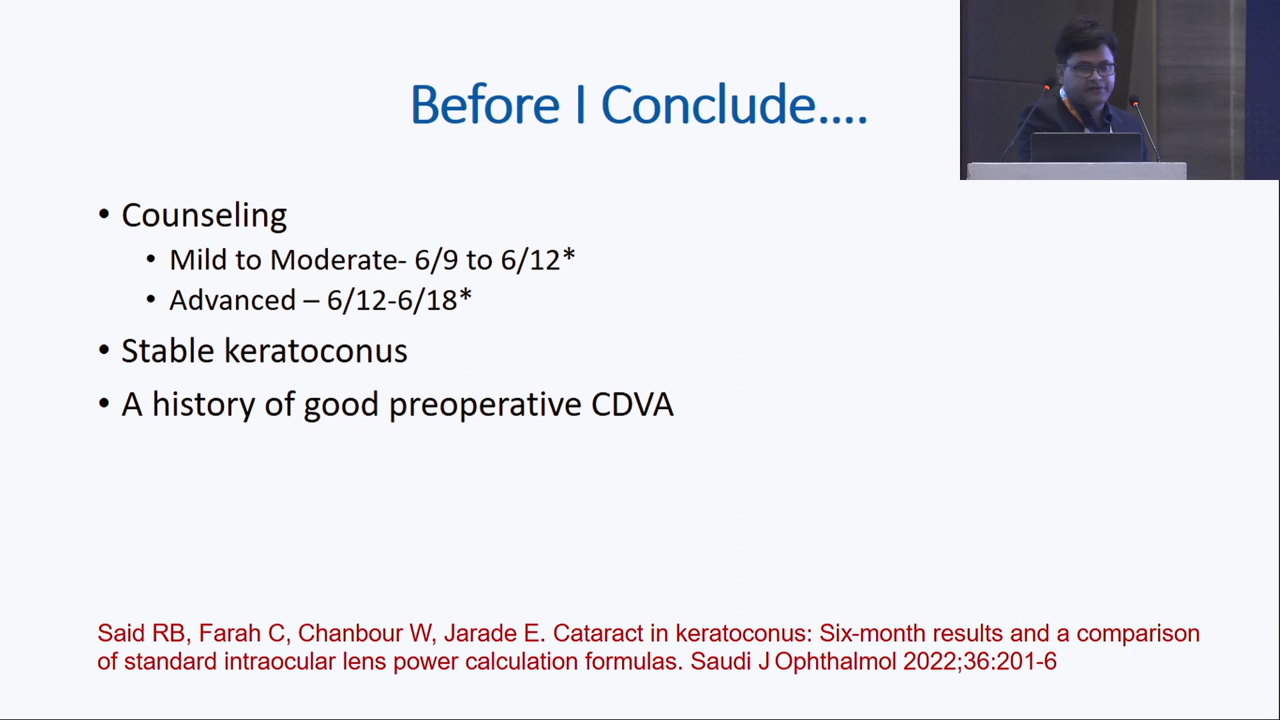 Before I Conclude....
• Counseling
• Mild to Moderate- 6/9 to 6/12*
• Advanced – 6/12-6/18*
• Stable keratoconus
• A history of good preoperative CDVA
Said RB, Farah C, Chanbour W, Jarade E. Cataract in keratoconus: Six-month results and a comparison
of standard intraocular lens power calculation formulas. Saudi J Ophthalmol 2022;36:201-6